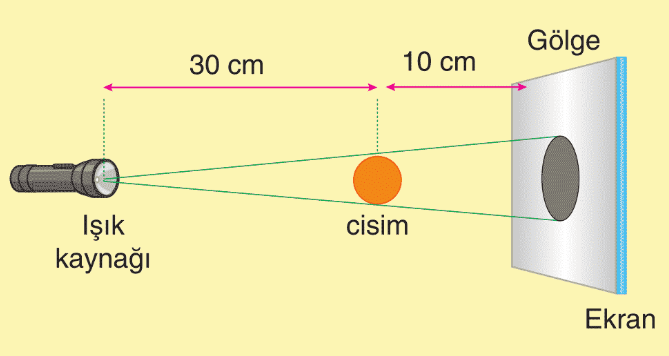 Gölge
30 cm
10 cm
Işık
kaynağı
cisim
Ekran